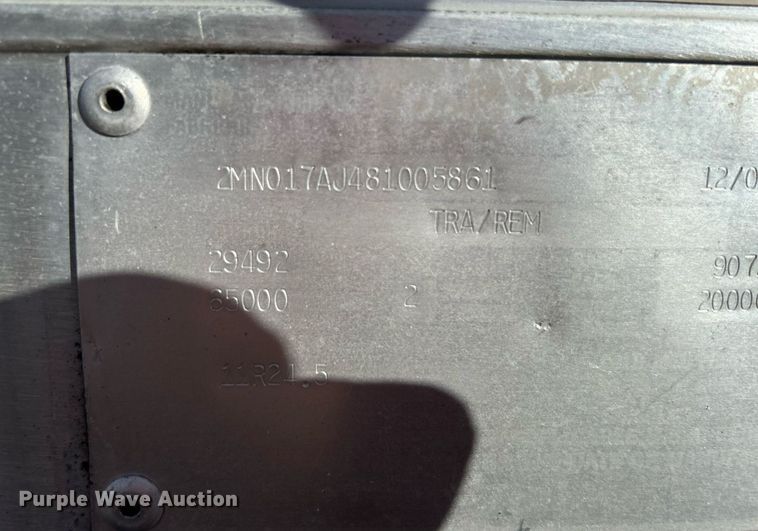 2MN017AJ481005861 12/0
TRA/REM
29492 907
65000 2 2000
11R24.5
Purple Wave Auction